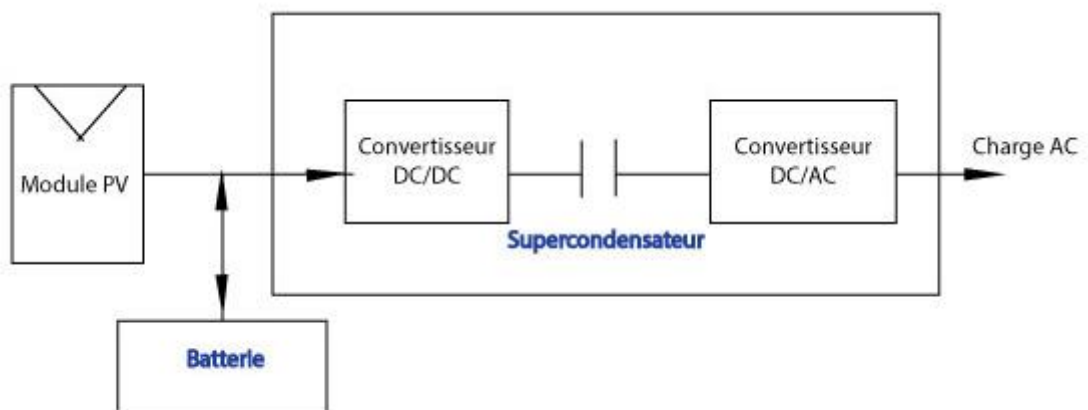 Module PV
Convertisseur
DC/DC
Supercondensateur
Convertisseur
DC/AC
Charge AC
Batterie